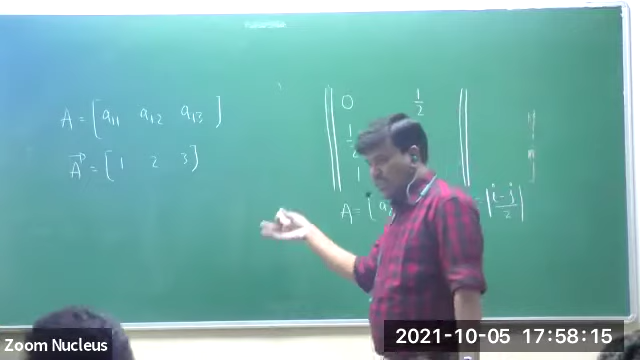 A = [ a11 a12 a13 ]
A = [ 1 2 3 ]
0 1/2
1
1
A = [a = |i-j/2|
Zoom Nucleus
2021-10-05 17:58:15